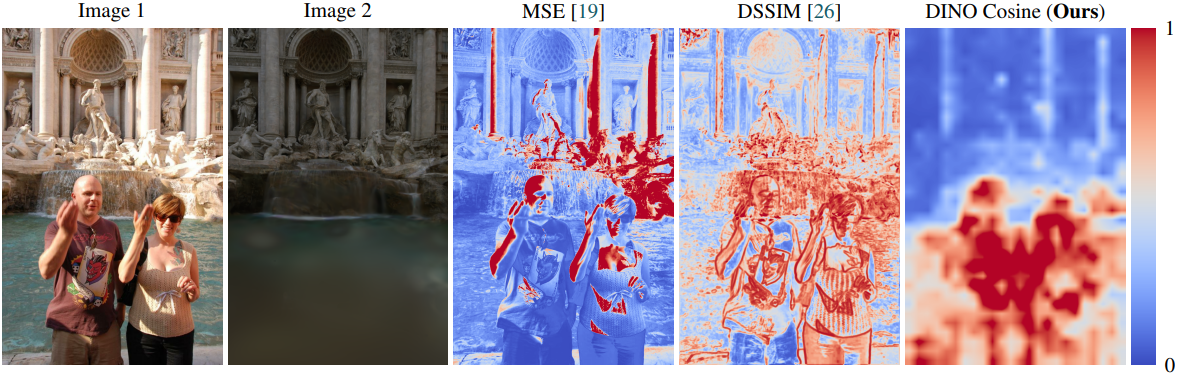 Image 1
Image 2
MSE [19]
DSSIM [26]
DINO Cosine (Ours)
1
0